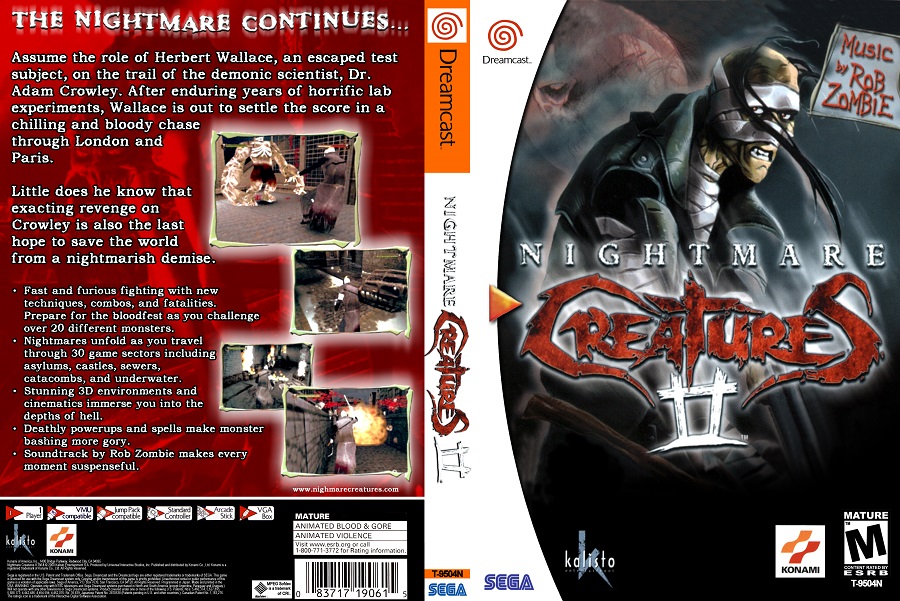 THE NIGHTMARE CONTINUES...
Assume the role of Herbert Wallace, an escaped test
subject, on the trail of the demonic scientist, Dr.
Adam Crowley. After enduring years of horrific lab
experiments, Wallace is out to settle the score in a
chilling and bloody chase
through London and
Paris.
Little does he know that
exacting revenge on
Crowley is also the last
hope to save the world
from a nightmarish demise.
• Fast and furious fighting with new
techniques, combos, and fatalities.
Prepare for the bloodfest as you challenge
over 20 different monsters.
• Nightmares unfold as you travel
through 30 game sectors including
asylums, castles, sewers,
catacombs, and underwater.
• Stunning 3D environments and
cinematics immerse you into the
depths of hell.
• Deathly powerups and spells make monster
bashing more gory.
• Soundtrack by Rob Zombie makes every
moment suspenseful.
www.nighmarecreatures.com
1 Player
VMU compatible
Jump Pack compatible
Standard Controller
Arcade Stick
VGA Box
kalisto
KONAMI
MATURE
ANIMATED BLOOD & GORE
ANIMATED VIOLENCE
Visit www.esrb.org or call
1-800-771-3772 for Rating information.
0 83717 19061 5
Dreamcast
NIGHTMARE
CREATURES
II
T-9504N
SEGA
Dreamcast
MUSIC
by ROB
ZOMBIE
NIGHTMARE
CREATURES
II
TM
SEGA
kalisto
KONAMI
MATURE
M
CONTENT RATED BY
ESRB
T-9504N